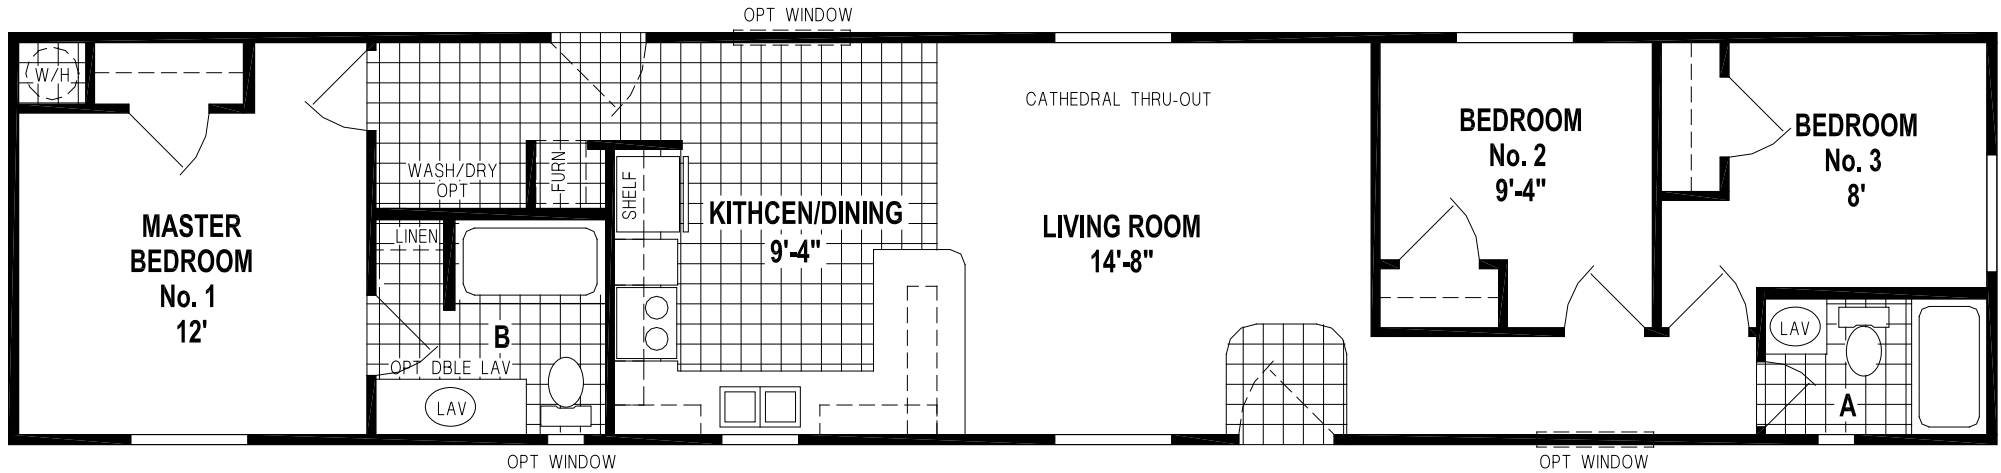 OPT WINDOW
W/H
CATHEDRAL THRU-OUT
BEDROOM
No. 2
9'-4"
BEDROOM
No. 3
8'
WASH/DRY
OPT
FURN
SHELF
MASTER
BEDROOM
No. 1
12'
LINEN
KITHCEN/DINING
9'-4"
LIVING ROOM
14'-8"
B
OPT DBLE LAV
LAV
LAV
A
OPT WINDOW
OPT WINDOW